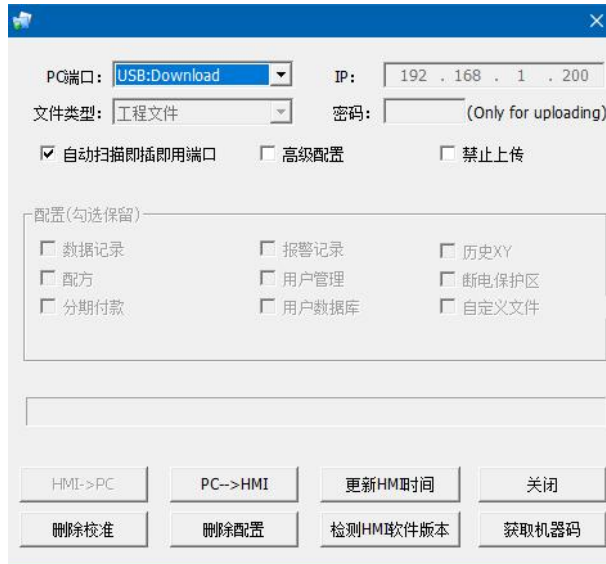 PC端口: USB:Download IP: 192 . 168 . 1 . 200
文件类型: 工程文件 密码: (Only for uploading)
自动扫描即插即用端口 高级配置 禁止上传
配置(勾选保留)
数据记录 报警记录 历史XY
配方 用户管理 断电保护区
分期付款 用户数据库 自定义文件
HMI->PC PC-->HMI 更新HMI时间 关闭
删除校准 删除配置 检测HMI软件版本 获取机器码